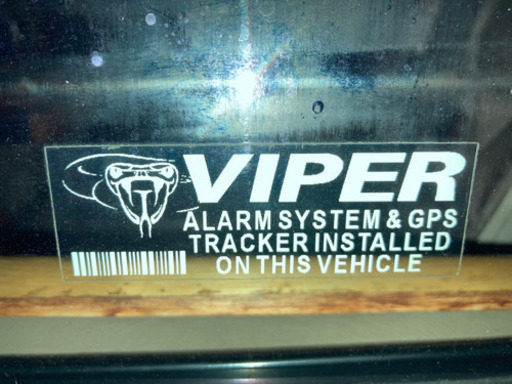 VIPER
ALARM SYSTEM & GPS
TRACKER INSTALLED
ON THIS VEHICLE